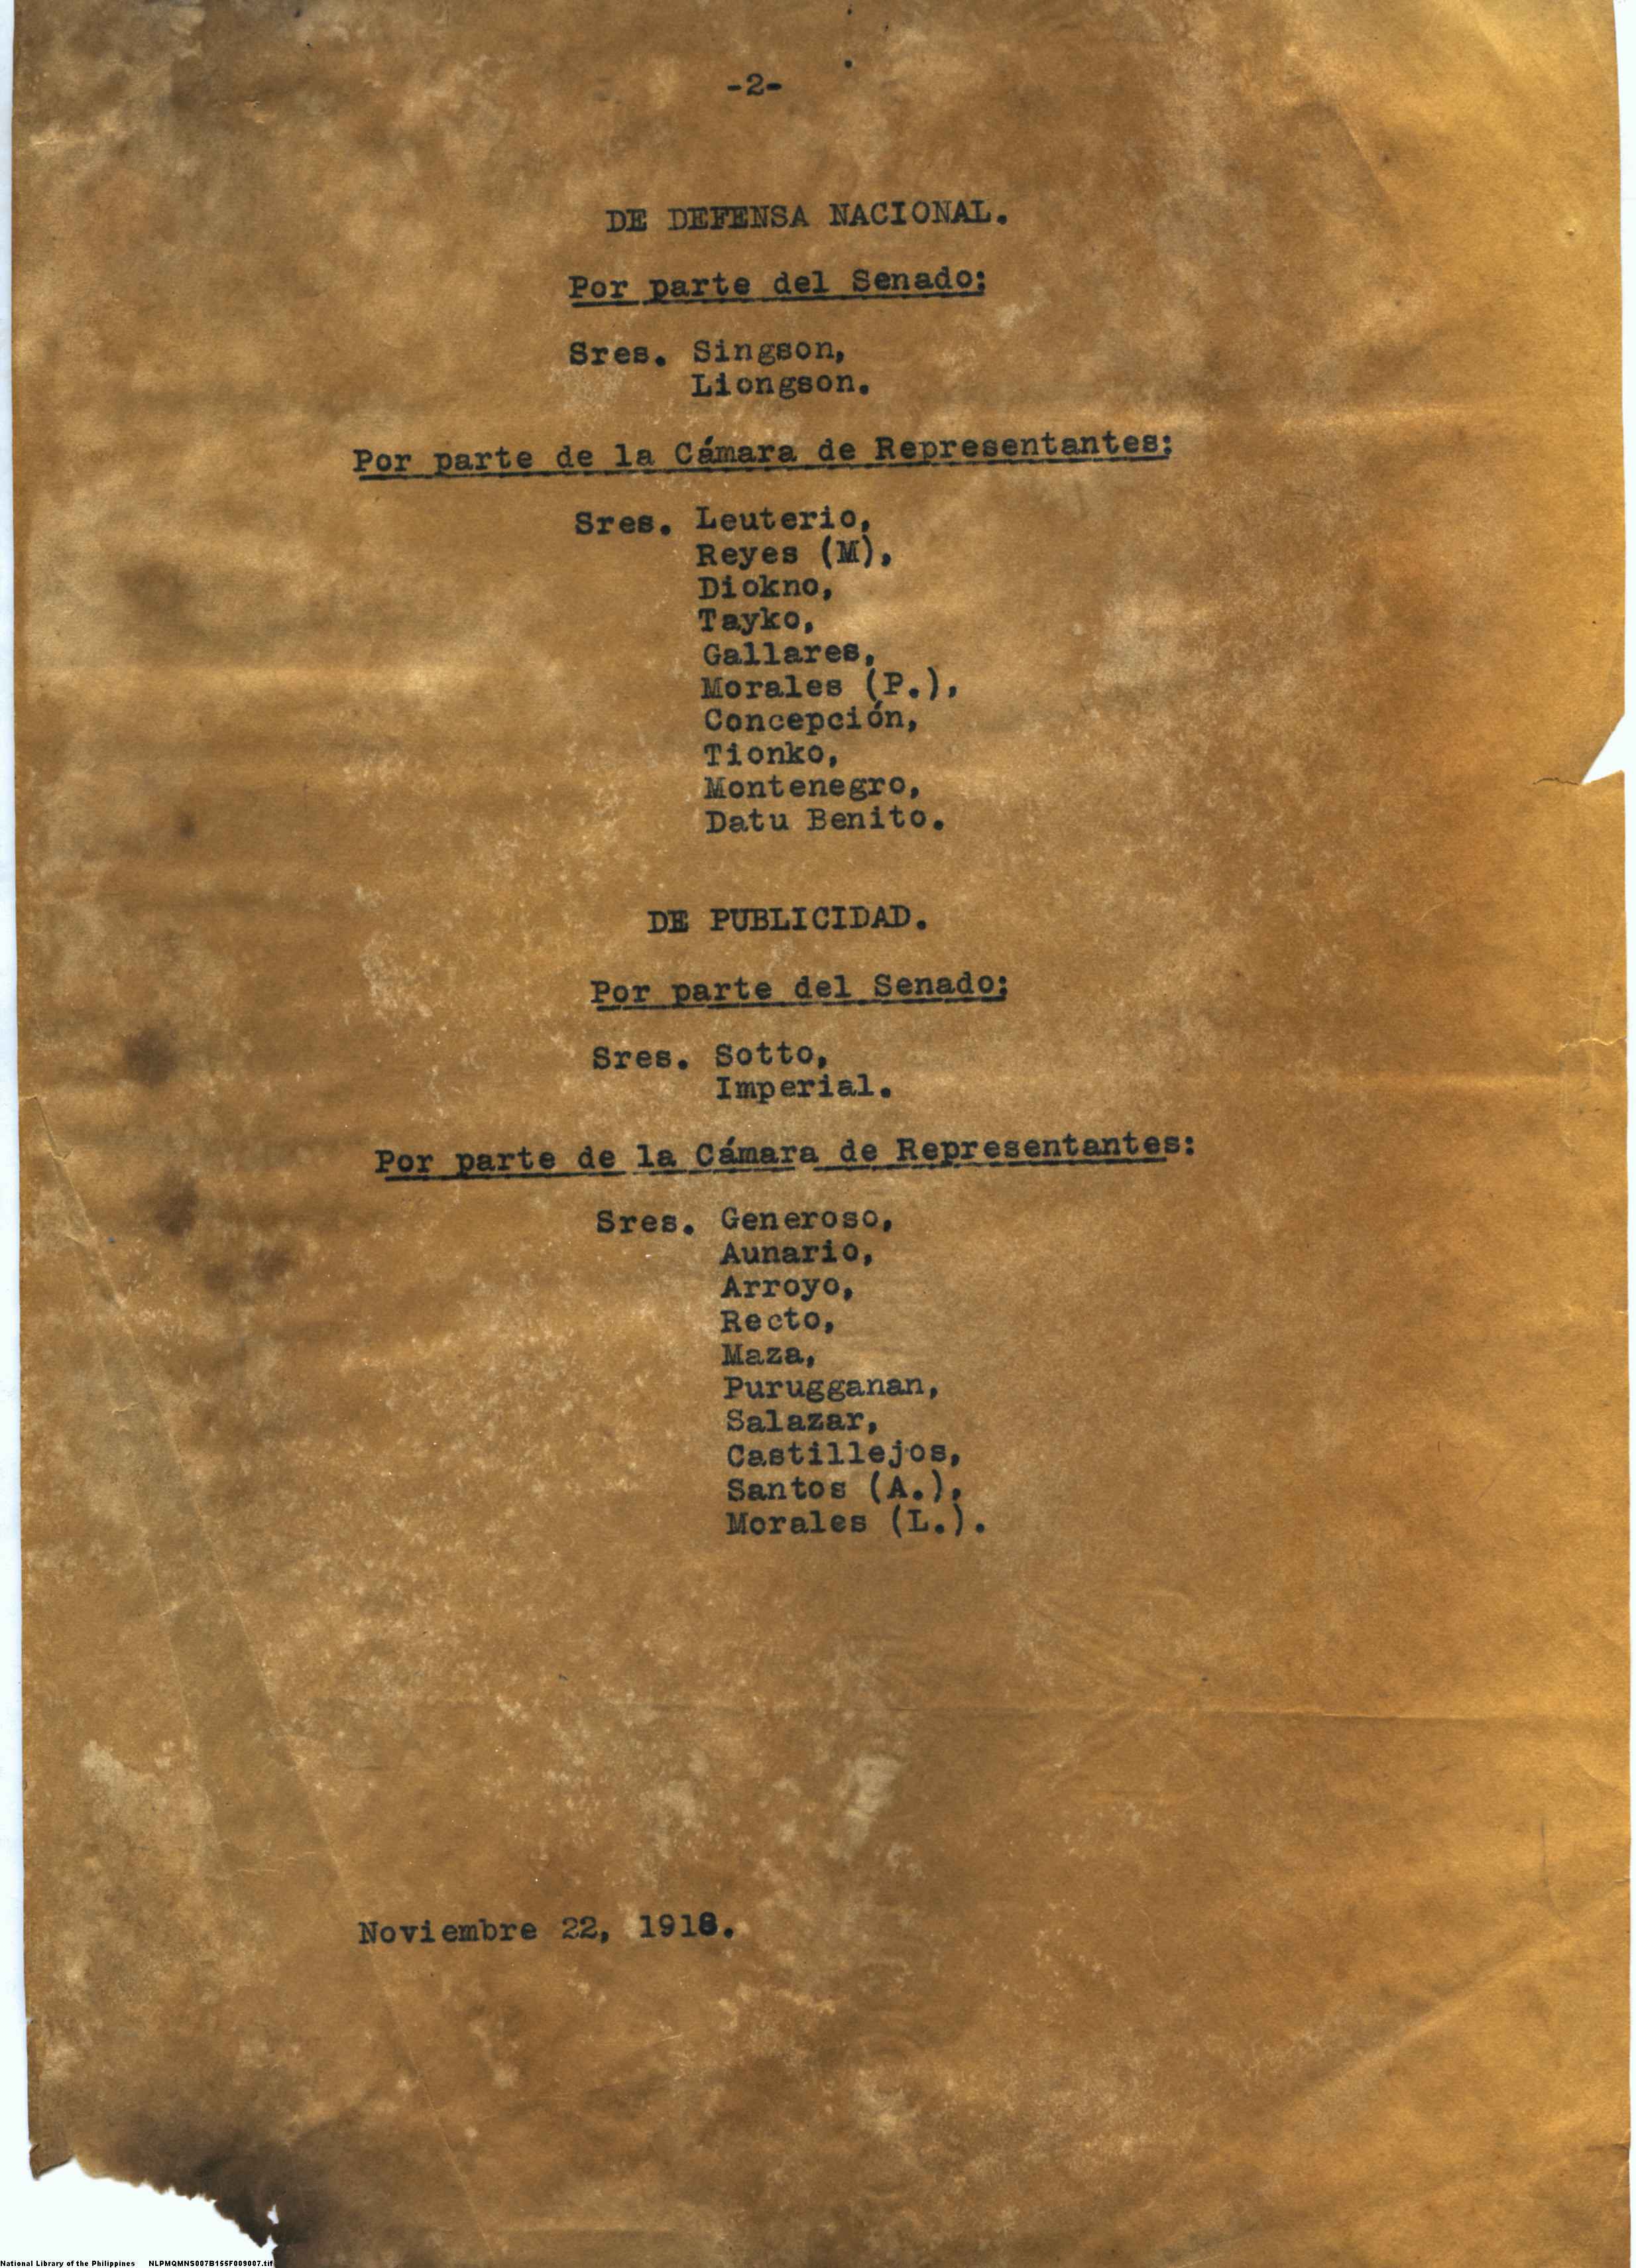 -2-
DE DEFENSA NACIONAL.
Por parte del Senado:
Sres. Singson,
Liongson.
Por parte de la Cámara de Representantes:
Sres. Leuterio,
Reyes (M),
Diokno,
Tayko,
Gallares,
Morales (P.),
Concepción,
Tionko,
Montenegro,
Datu Benito.
DE PUBLICIDAD.
Por parte del Senado:
Sres. Sotto,
Imperial.
Por parte de la Cámara de Representantes:
Sres. Generoso,
Aunario,
Arroyo,
Recto,
Maza,
Purugganan,
Salazar,
Castillejos,
Santos (A.),
Morales (L.).
Noviembre 22, 1918.
National Library of the Philippines NLPMQMNS007B155F009007.tif